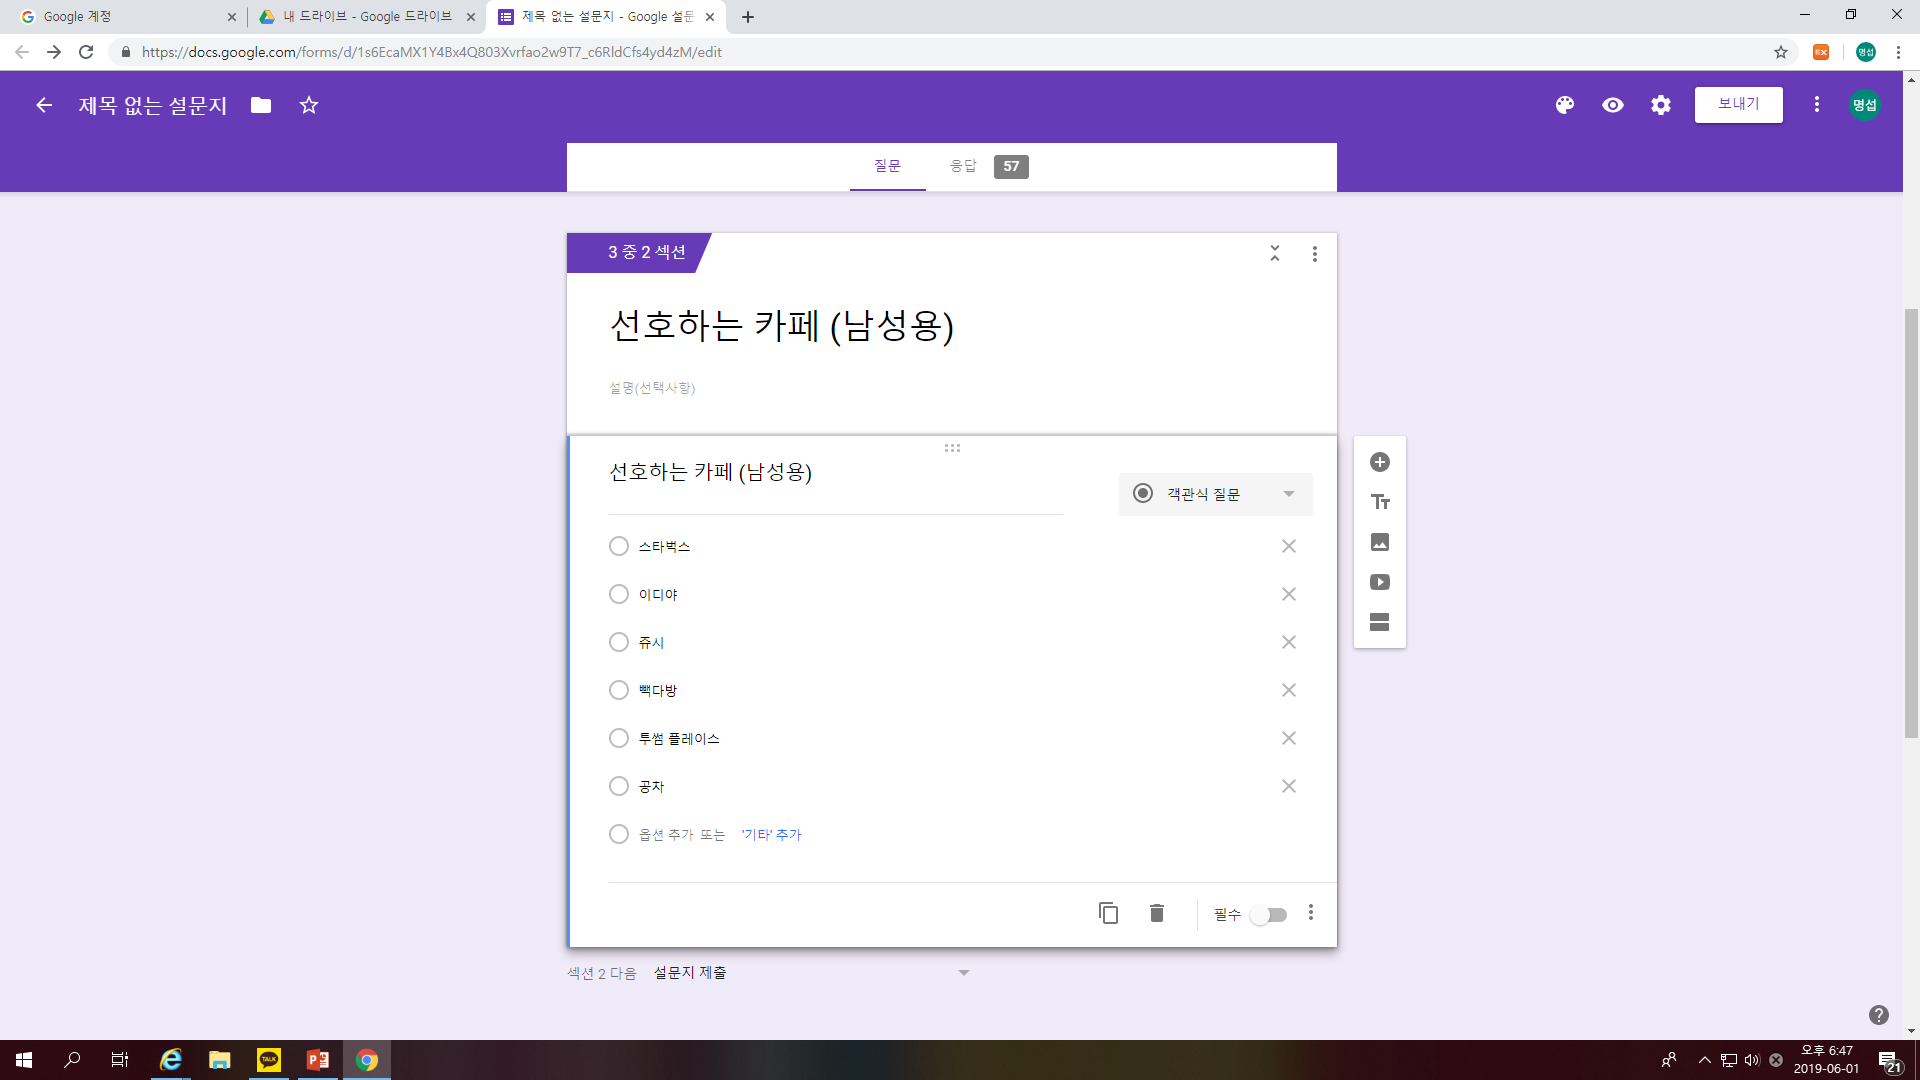 Google 계정
내 드라이브 - Google 드라이브
제목 없는 설문지 - Google 설문
https://docs.google.com/forms/d/1s6EcaMX1Y4Bx4Q803Xvrfao2w9T7_c6RldCfs4yd4zM/edit
명섭
제목 없는 설문지
보내기
명섭
질문
응답
57
3 중 2 섹션
선호하는 카페 (남성용)
설명(선택사항)
선호하는 카페 (남성용)
객관식 질문
스타벅스
이디야
쥬시
빽다방
투썸 플레이스
공차
옵션 추가 또는 '기타' 추가
필수
섹션 2 다음 설문지 제출
TALK
오후 6:47
2019-06-01
21